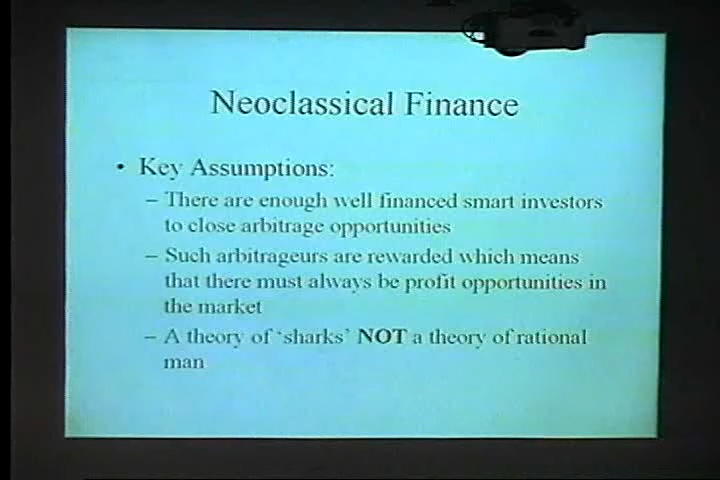 Neoclassical Finance
• Key Assumptions:
– There are enough well financed smart investors
to close arbitrage opportunities
– Such arbitrageurs are rewarded which means
that there must always be profit opportunities in
the market
– A theory of ‘sharks’ NOT a theory of rational
man